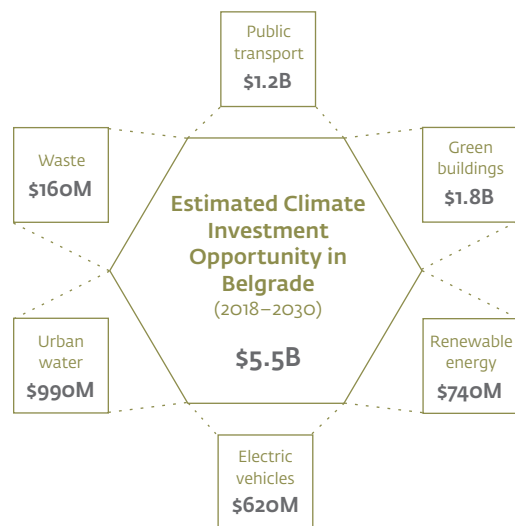 Public
transport
$1.2B
Waste
$160M
Green
buildings
$1.8B
Estimated Climate
Investment
Opportunity in
Belgrade
(2018–2030)
$5.5B
Urban
water
$990M
Renewable
energy
$740M
Electric
vehicles
$620M